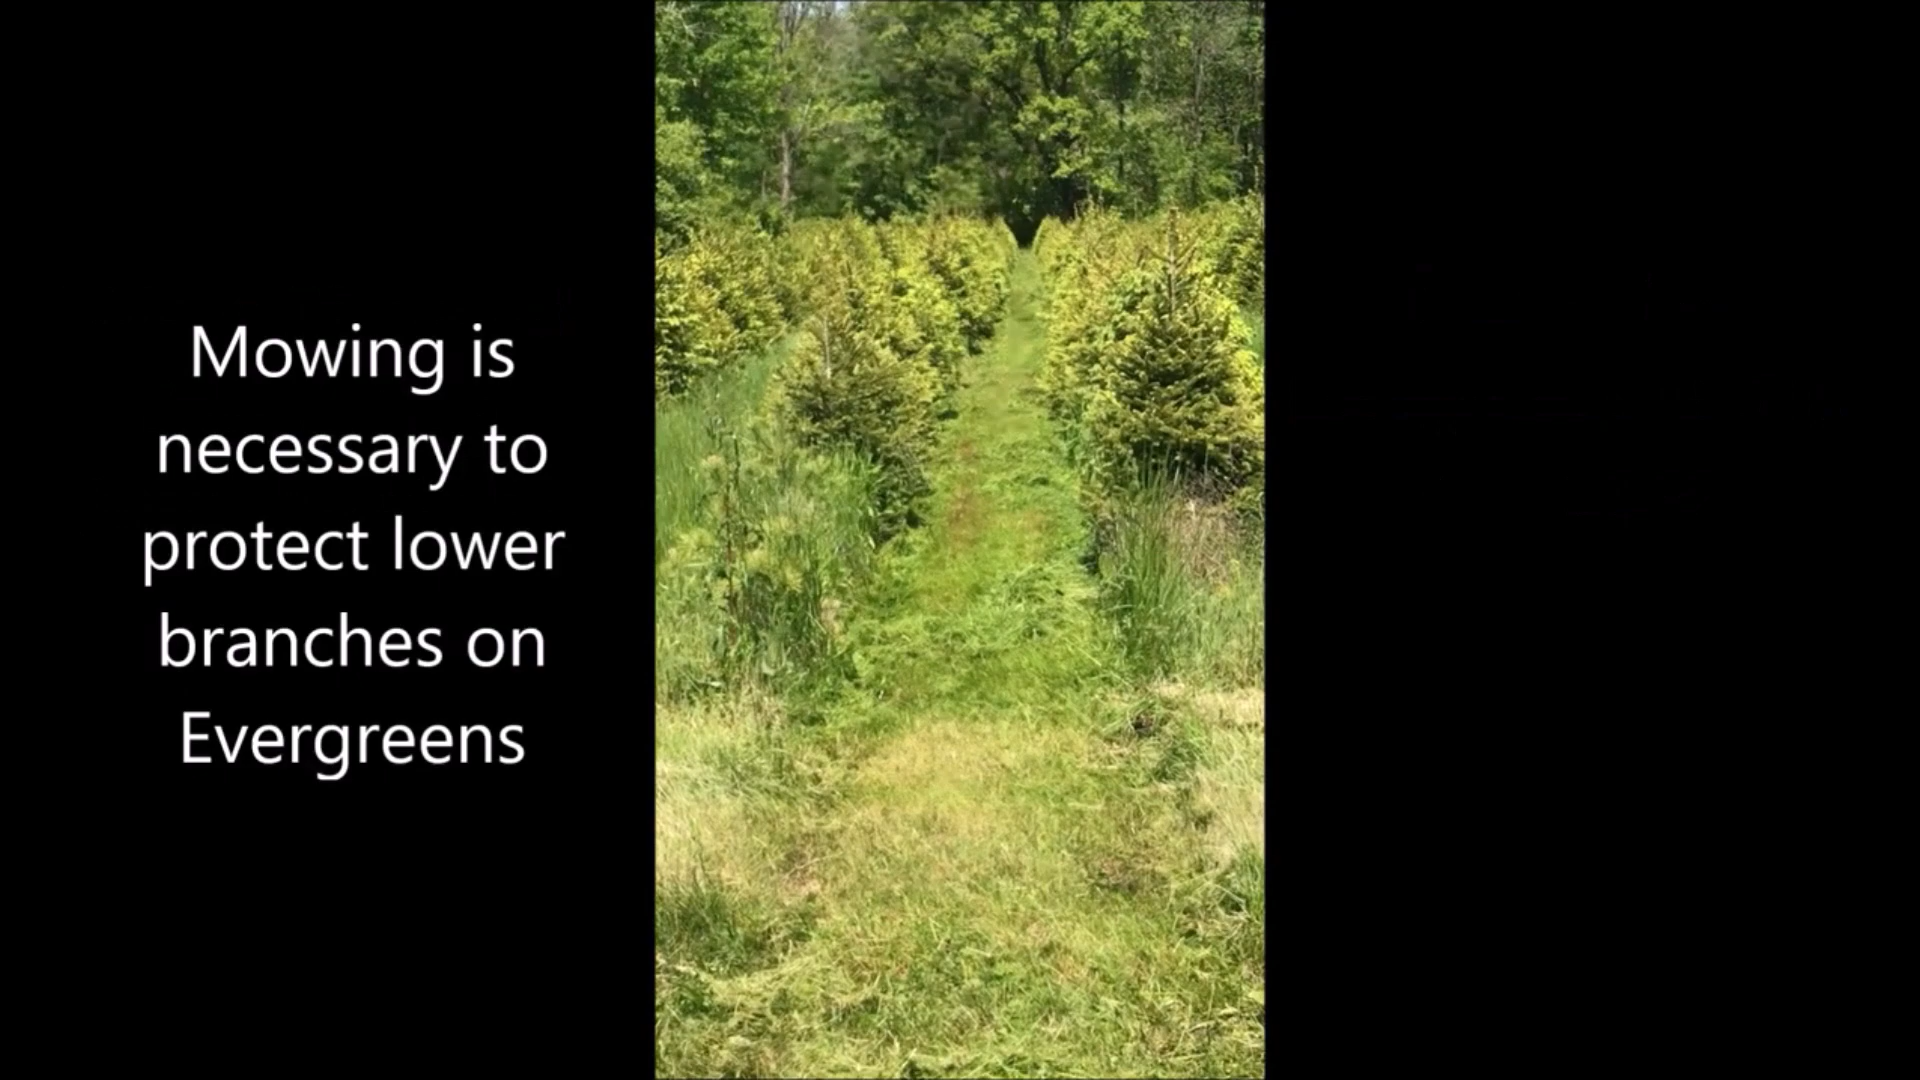 Mowing is
necessary to
protect lower
branches on
Evergreens